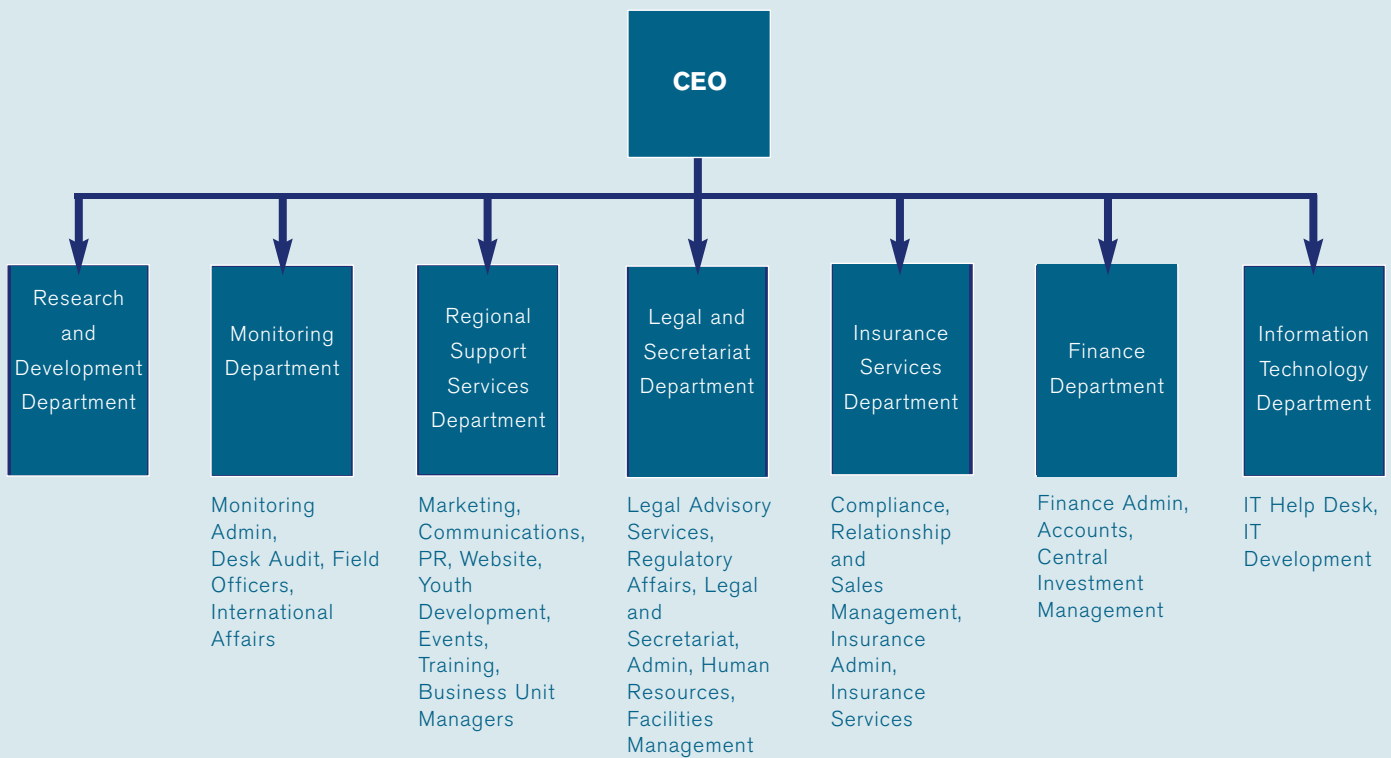 CEO
Research
and
Development
Department
Monitoring
Department
Regional
Support
Services
Department
Legal and
Secretariat
Department
Insurance
Services
Department
Finance
Department
Information
Technology
Department
Monitoring
Admin,
Desk Audit, Field
Officers,
International
Affairs
Marketing,
Communications,
PR, Website,
Youth
Development,
Events,
Training,
Business Unit
Managers
Legal Advisory
Services,
Regulatory
Affairs, Legal
and
Secretariat,
Admin, Human
Resources,
Facilities
Management
Compliance,
Relationship
and
Sales
Management,
Insurance
Admin,
Insurance
Services
Finance Admin,
Accounts,
Central
Investment
Management
IT Help Desk,
IT
Development